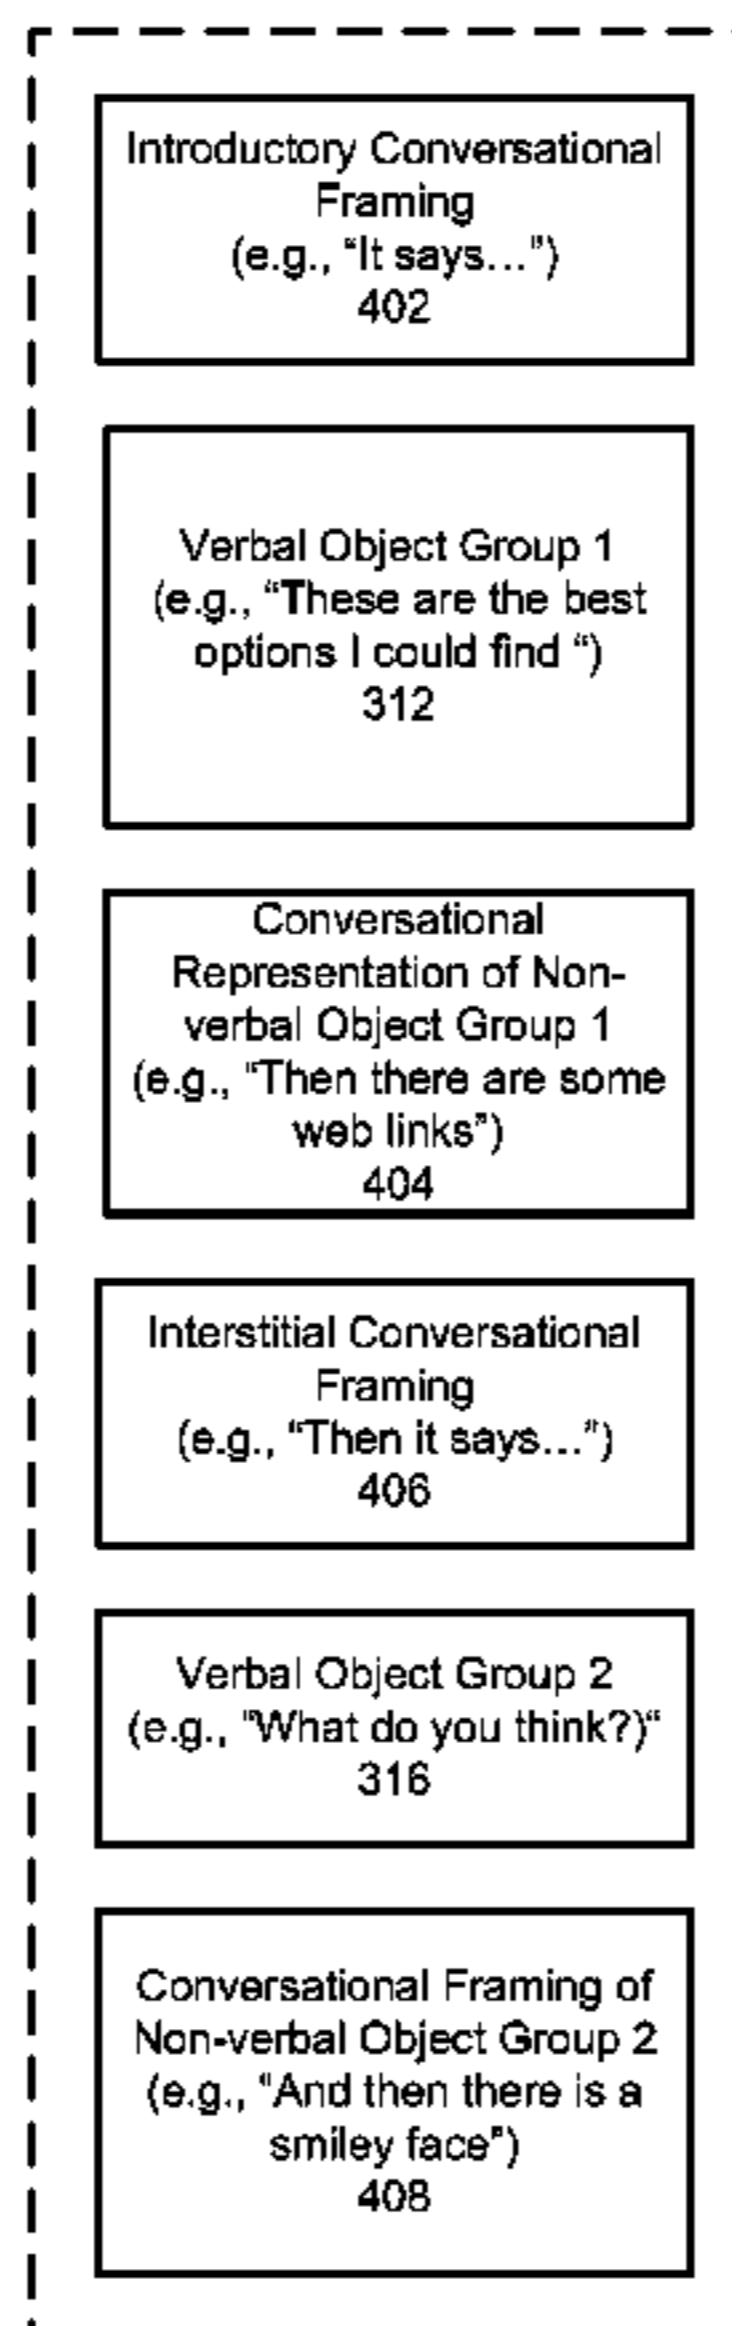 Introductory Conversational
Framing
(e.g., “It says...”)
402
Verbal Object Group 1
(e.g., “These are the best
options I could find “)
312
Conversational
Representation of Non-
verbal Object Group 1
(e.g., “Then there are some
web links”)
404
Interstitial Conversational
Framing
(e.g., “Then it says...”)
406
Verbal Object Group 2
(e.g., “What do you think?)“
316
Conversational Framing of
Non-verbal Object Group 2
(e.g., “And then there is a
smiley face”)
408